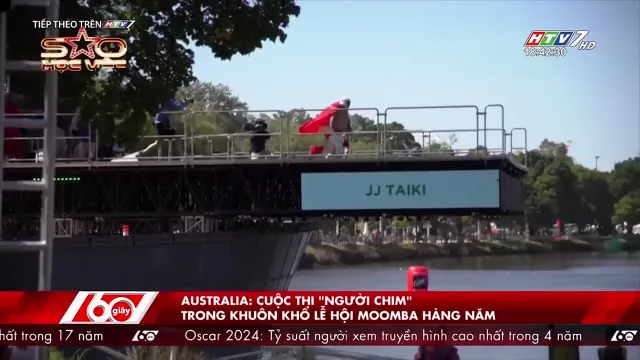 TIẾP THEO TRÊN HTV7
SAO
HỌC VIỆC
HTV7 HD
18:42:30
JJ TAIKI
60 giây
AUSTRALIA: CUỘC THI "NGƯỜI CHIM"
TRONG KHUÔN KHỔ LỄ HỘI MOOMBA HÀNG NĂM
hất trong 17 năm Oscar 2024: Tỷ suất người xem truyền hình cao nhất trong 4 năm